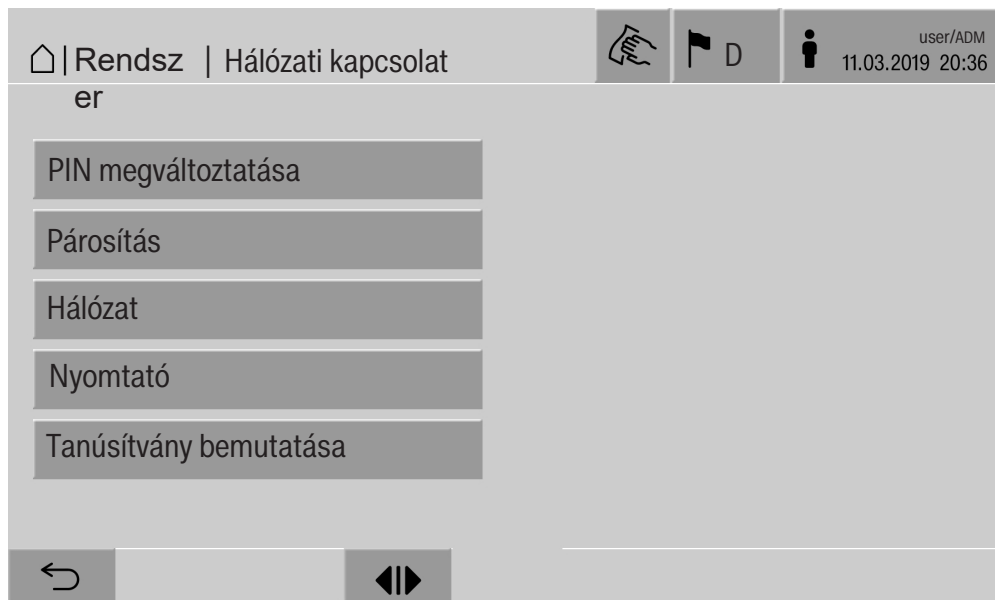 Rendsz | Hálózati kapcsolat
er
D
user/ADM
11.03.2019 20:36
PIN megváltoztatása
Párosítás
Hálózat
Nyomtató
Tanúsítvány bemutatása